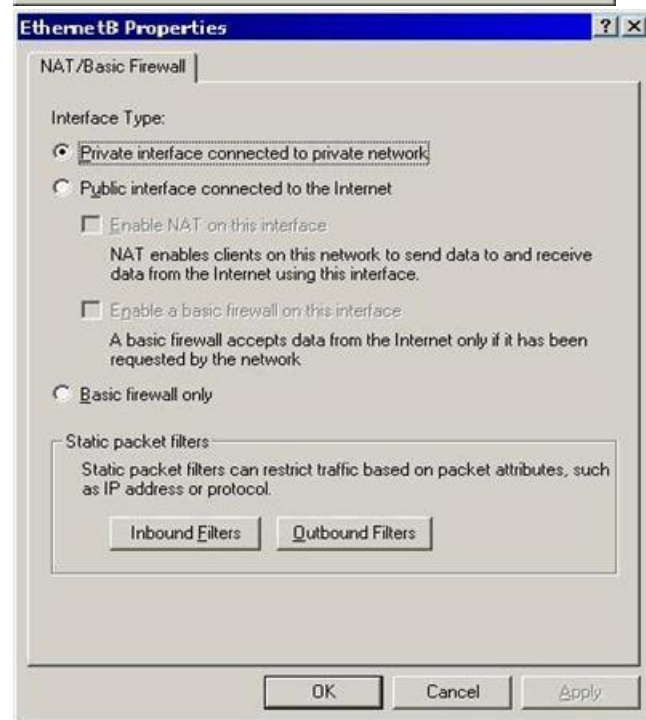 EthernetB Properties
NAT/Basic Firewall
Interface Type:
Private interface connected to private network
Public interface connected to the Internet
Enable NAT on this interface
NAT enables clients on this network to send data to and receive
data from the Internet using this interface.
Enable a basic firewall on this interface
A basic firewall accepts data from the Internet only if it has been
requested by the network
Basic firewall only
Static packet filters
Static packet filters can restrict traffic based on packet attributes, such
as IP address or protocol.
Inbound Filters
Outbound Filters
OK
Cancel
Apply